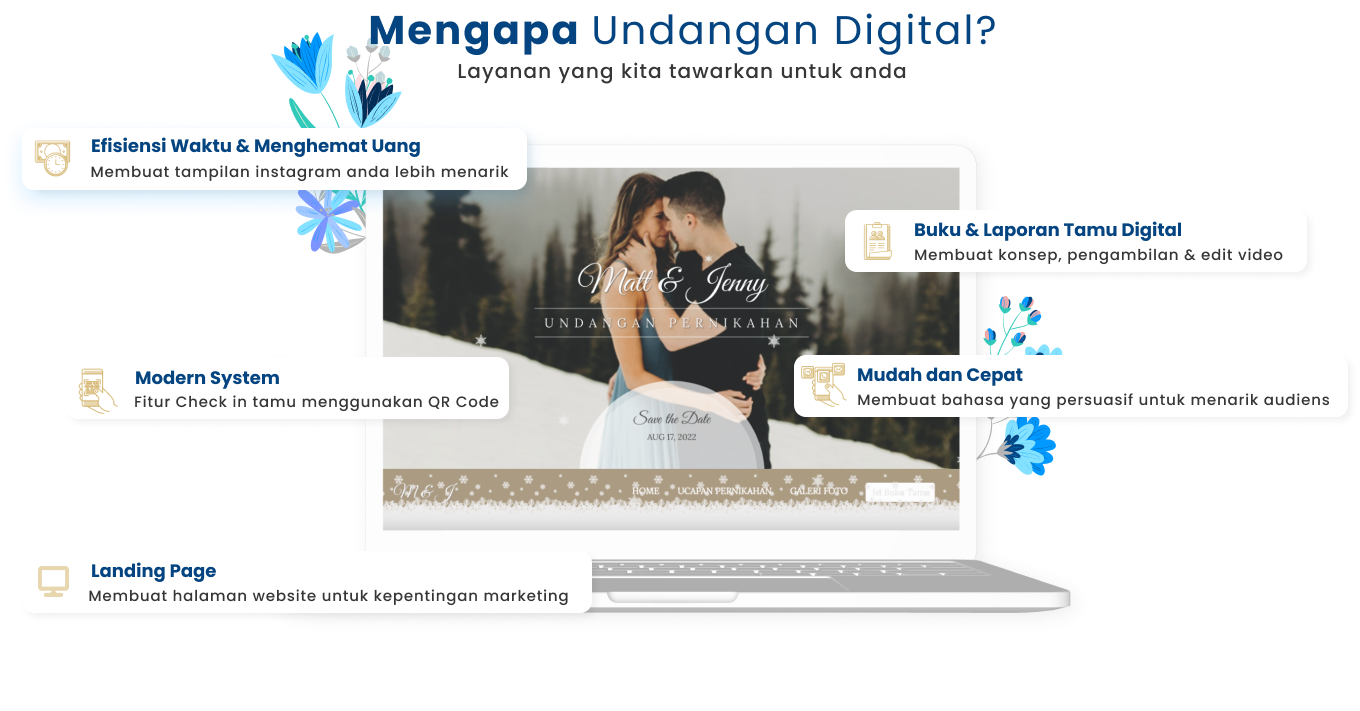 Mengapa Undangan Digital?
Layanan yang kita tawarkan untuk anda
Efisiensi Waktu & Menghemat Uang
Membuat tampilan instagram anda lebih menarik
Buku & Laporan Tamu Digital
Membuat konsep, pengambilan & edit video
Matt & Jenny
UNDANGAN PERNIKAHAN
Modern System
Fitur Check in tamu menggunakan QR Code
Mudah dan Cepat
Membuat bahasa yang persuasif untuk menarik audiens
Save the Date
AUG 17, 2022
M & J
HOME UCAPAN PERNIKAHAN GALERI FOTO Isi Buku Tamu
Landing Page
Membuat halaman website untuk kepentingan marketing